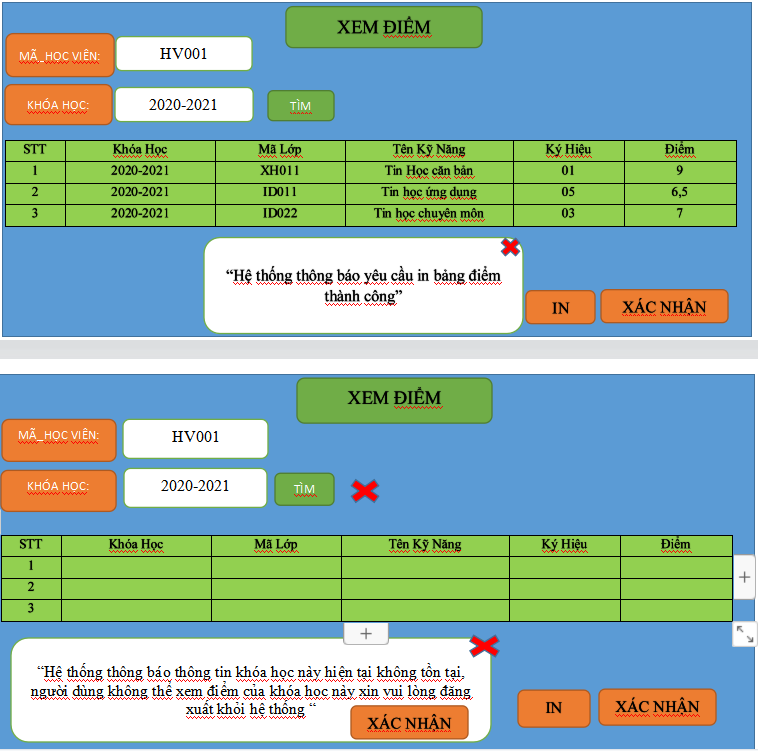 XEM ĐIỂM
MÃ_HỌC VIÊN: HV001
KHÓA HỌC: 2020-2021 TÌM
STT Khóa Học Mã Lớp Tên Kỹ Năng Ký Hiệu Điểm
1 2020-2021 XH011 Tin Học căn bản 01 9
2 2020-2021 ID011 Tin học ứng dụng 05 6,5
3 2020-2021 ID022 Tin học chuyên môn 03 7
“Hệ thống thông báo yêu cầu in bảng điểm
thành công”
IN XÁC NHẬN
XEM ĐIỂM
MÃ_HỌC VIÊN: HV001
KHÓA HỌC: 2020-2021 TÌM
STT Khóa Học Mã Lớp Tên Kỹ Năng Ký Hiệu Điểm
1
2
3
“Hệ thống thông báo thông tin khóa học này hiện tại không tồn tại,
người dùng không thể xem điểm của khóa học này xin vui lòng đăng
xuất khỏi hệ thống “
XÁC NHẬN
IN XÁC NHẬN